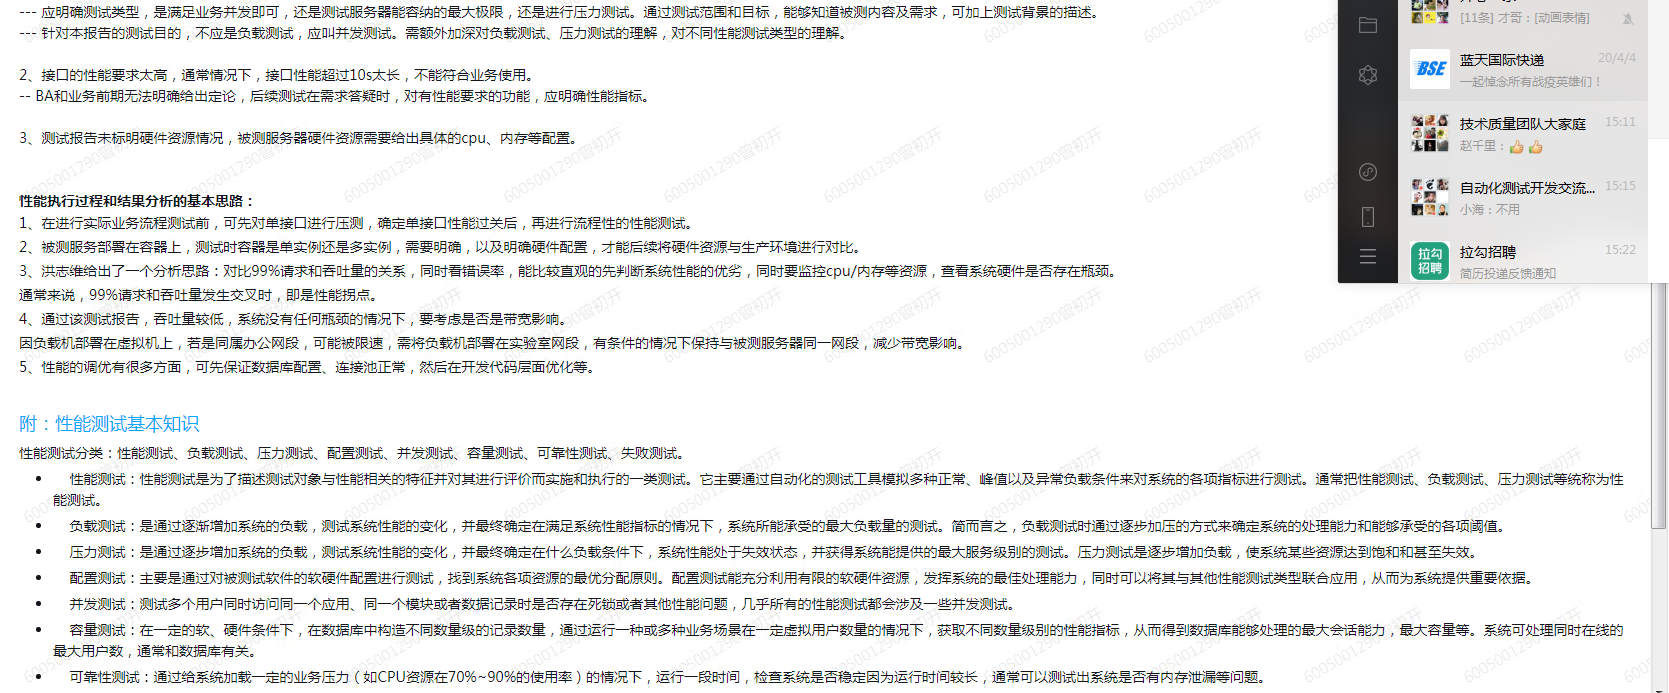 --- 应明确测试类型，是满足业务并发即可，还是测试服务器能容纳的最大极限，还是进行压力测试。通过测试范围和目标，能够知道被测内容及需求，可加上测试背景的描述。
--- 针对本报告的测试目的，不应是负载测试，应叫并发测试。需额外加深对负载测试、压力测试的理解，对不同性能测试类型的理解。
2、接口的性能要求太高，通常情况下，接口性能超过10s太长，不能符合业务使用。
-- BA和业务前期无法明确给出定论，后续测试在需求答疑时，对有性能要求的功能，应明确性能指标。
3、测试报告未标明硬件资源情况，被测服务器硬件资源需要给出具体的cpu、内存等配置。
性能执行过程和结果分析的基本思路：
1、在进行实际业务流程测试前，可先对单接口进行压测，确定单接口性能过关后，再进行流程性的性能测试。
2、被测服务部署在容器上，测试时容器是单实例还是多实例，需要明确，以及明确硬件配置，才能后续将硬件资源与生产环境进行对比。
3、洪志维给出了一个分析思路：对比99%请求和吞吐量的关系，同时看错误率，能比较直观的先判断系统性能的优劣，同时要监控cpu/内存等资源，查看系统硬件是否存在瓶颈。
通常来说，99%请求和吞吐量发生交叉时，即是性能拐点。
4、通过该测试报告，吞吐量较低，系统没有任何瓶颈的情况下，要考虑是否是带宽影响。
因负载机部署在虚拟机上，若是同属办公网段，可能被限速，需将负载机部署在实验室网段，有条件的情况下保持与被测服务器同一网段，减少带宽影响。
5、性能的调优有很多方面，可先保证数据库配置、连接池正常，然后在开发代码层面优化等。
附：性能测试基本知识
性能测试分类：性能测试、负载测试、压力测试、配置测试、并发测试、容量测试、可靠性测试、失败测试。
• 性能测试：性能测试是为了描述测试对象与性能相关的特征并对其进行评价而实施和执行的一类测试。它主要通过自动化的测试工具模拟多种正常、峰值以及异常负载条件来对系统的各项指标进行测试。通常把性能测试、负载测试、压力测试等统称为性
能测试。
• 负载测试：是通过逐渐增加系统的负载，测试系统性能的变化，并最终确定在满足系统性能指标的情况下，系统所能承受的最大负载量的测试。简而言之，负载测试时通过逐步加压的方式来确定系统的处理能力和能够承受的各项阈值。
• 压力测试：是通过逐步增加系统的负载，测试系统性能的变化，并最终确定在什么负载条件下，系统性能处于失效状态，并获得系统能提供的最大服务级别的测试。压力测试是逐步增加负载，使系统某些资源达到饱和和甚至失效。
• 配置测试：主要是通过对被测试软件的软硬件配置进行测试，找到系统各项资源的最优分配原则。配置测试能充分利用有限的软硬件资源，发挥系统的最佳处理能力，同时可以将其与其他性能测试类型联合应用，从而为系统提供重要依据。
• 并发测试：测试多个用户同时访问同一个应用、同一个模块或者数据记录时是否存在死锁或者其他性能问题，几乎所有的性能测试都会涉及一些并发测试。
• 容量测试：在一定的软、硬件条件下，在数据库中构造不同数量级的记录数量，通过运行一种或多种业务场景在一定虚拟用户数量的情况下，获取不同数量级别的性能指标，从而得到数据库能够处理的最大会话能力，最大容量等。系统可处理同时在线的
最大用户数，通常和数据库有关。
• 可靠性测试：通过给系统加载一定的业务压力（如CPU资源在70%~90%的使用率）的情况下，运行一段时间，检查系统是否稳定因为运行时间较长，通常可以测试出系统是否有内存泄漏等问题。
[11条] 才哥：[动画表情]
BSE
蓝天国际快递 20/4/4
一起悼念所有战疫英雄们！
技术质量团队大家庭 15:11
赵千里：👍👍
自动化测试开发交流... 15:15
小海：不用
拉勾招聘
拉勾招聘 15:22
简历投递反馈通知
6005001290管初开